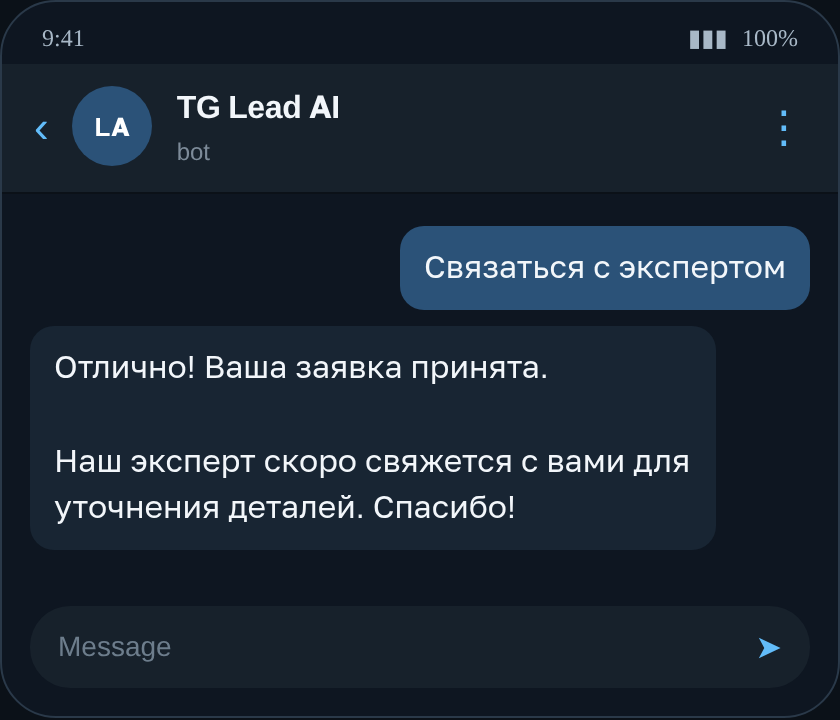 9:41
100%
‹
LA
TG Lead AI
bot
Связаться с экспертом
Отлично! Ваша заявка принята.
Наш эксперт скоро свяжется с вами для
уточнения деталей. Спасибо!
Message